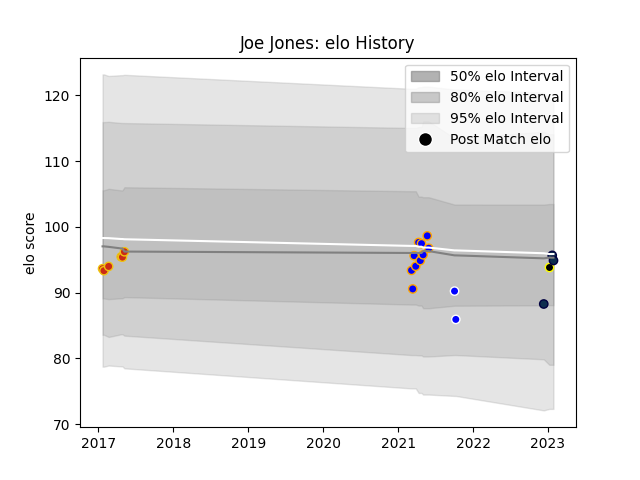 Joe Jones: elo History
50% elo Interval
80% elo Interval
95% elo Interval
Post Match elo
elo score
120
110
100
90
80
70
2017
2018
2019
2020
2021
2022
2023